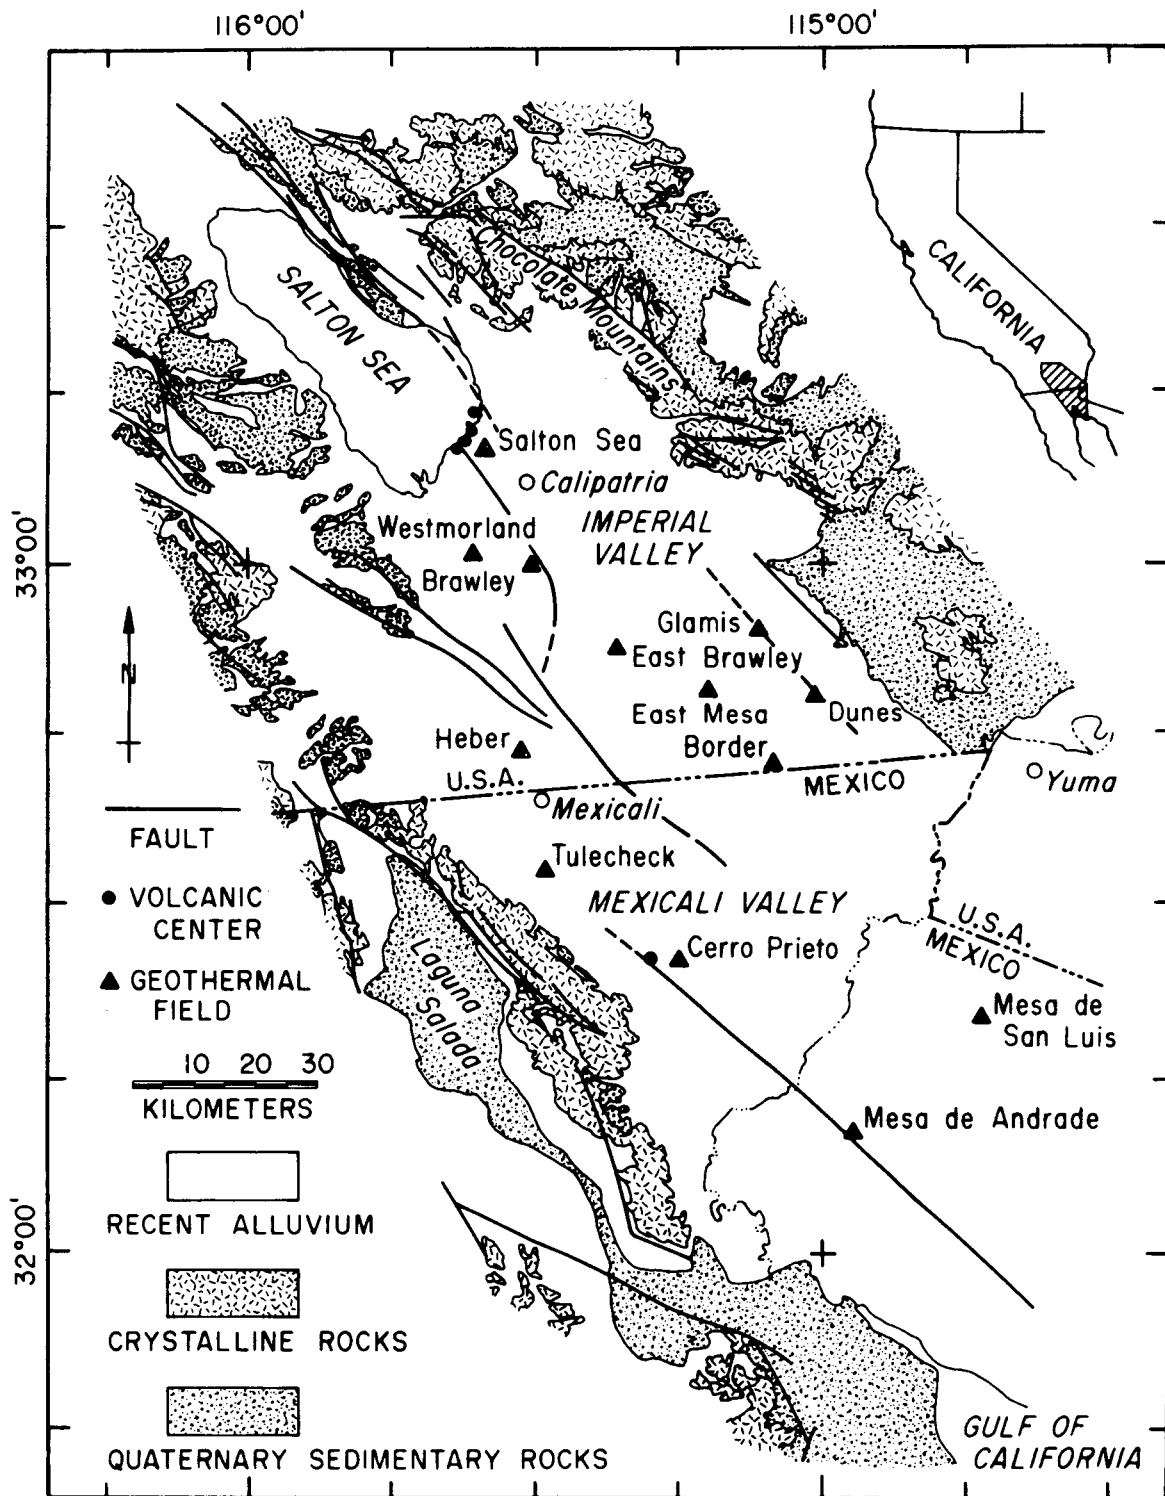 116°00'
115°00'
SALTON SEA
Chocolate Mountains
CALIFORNIA
Salton Sea
Calipatria
Westmorland
IMPERIAL
VALLEY
33°00'
Brawley
N
Glamis
East Brawley
East Mesa
Dunes
Heber
Border
U.S.A.
MEXICO
Yuma
Mexicali
FAULT
Tulecheck
VOLCANIC
CENTER
MEXICALI VALLEY
U.S.A.
MEXICO
Cerro Prieto
Laguna
Salada
GEOTHERMAL
FIELD
Mesa de
San Luis
10 20 30
KILOMETERS
Mesa de Andrade
RECENT ALLUVIUM
32°00'
CRYSTALLINE ROCKS
QUATERNARY SEDIMENTARY ROCKS
GULF OF
CALIFORNIA